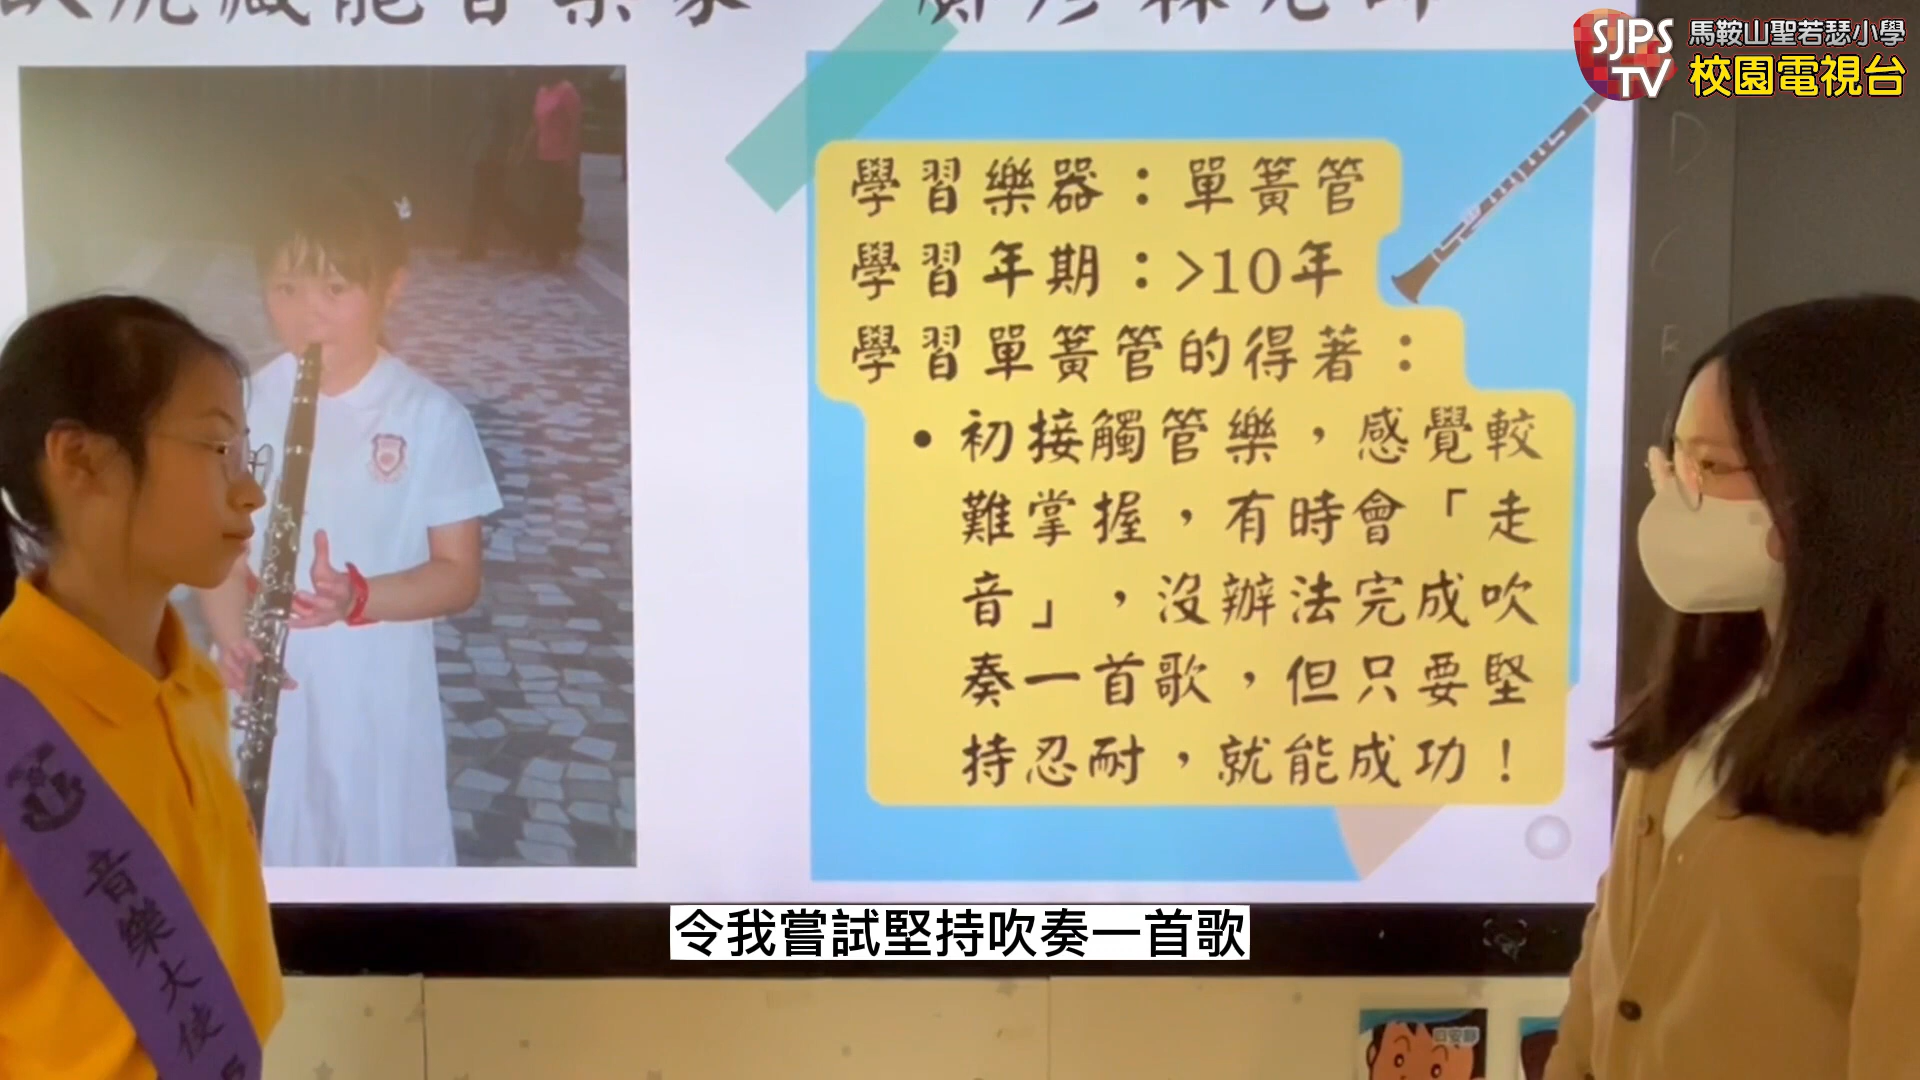 SJPS TV
馬鞍山聖若瑟小學
校園電視台
學習樂器：單簧管
學習年期：>10年
學習單簧管的得著：
• 初接觸管樂，感覺較
難掌握，有時會「走
音」，沒辦法完成吹
奏一首歌，但只要堅
持忍耐，就能成功！
音樂大使
令我嘗試堅持吹奏一首歌